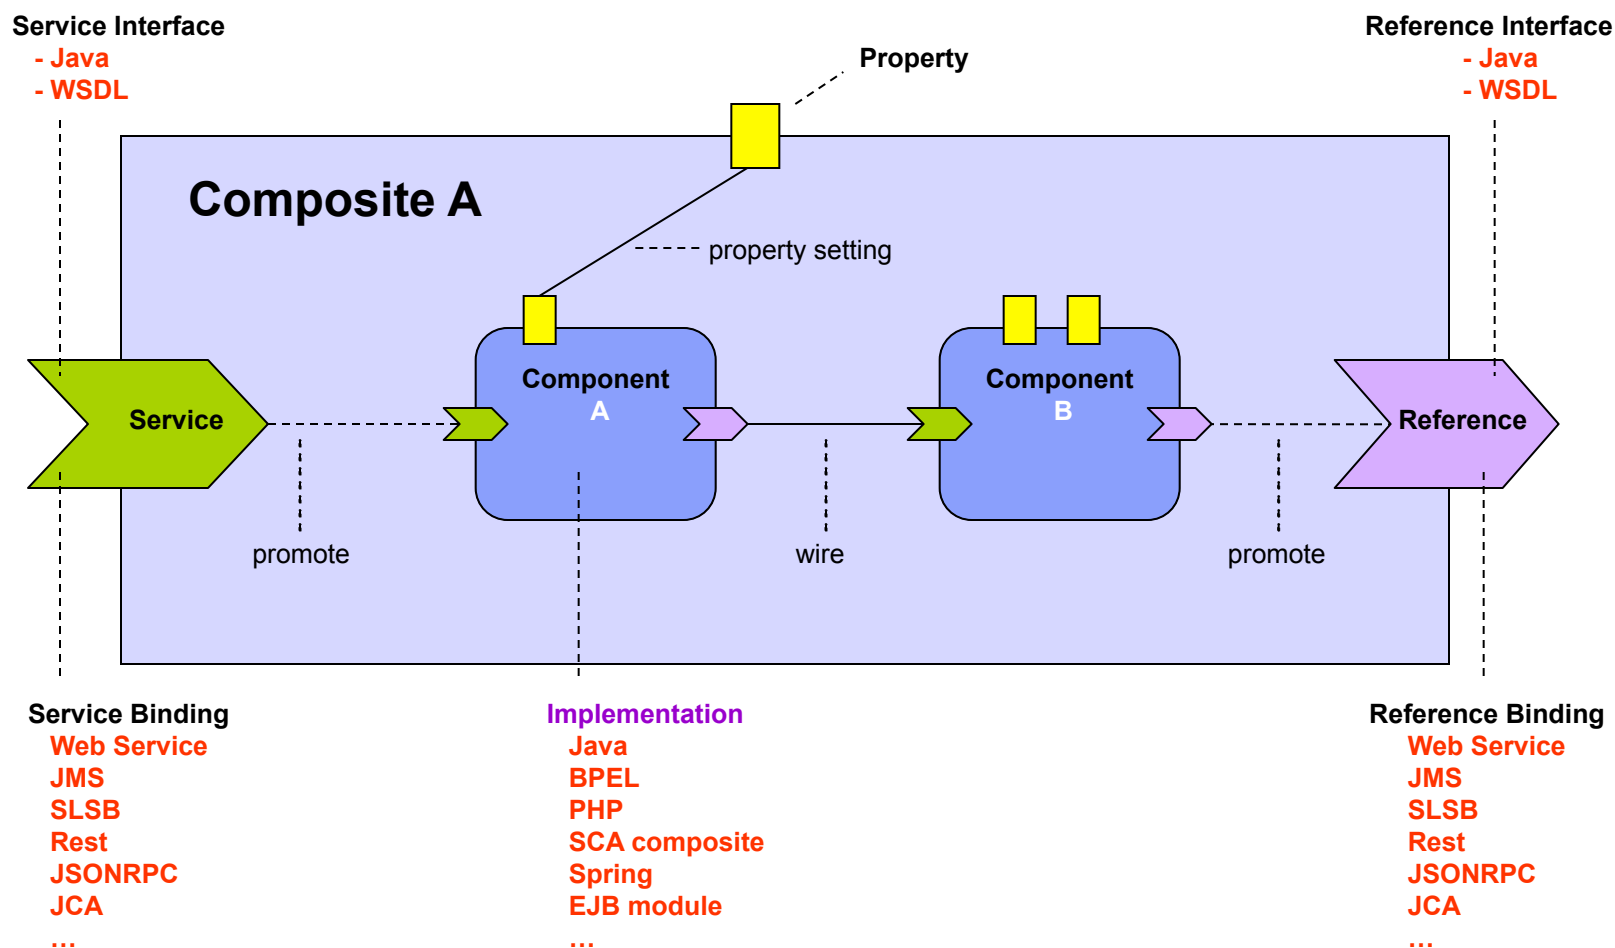 Service Interface
- Java
- WSDL
Reference Interface
- Java
- WSDL
Property
Composite A
property setting
Service
Component
A
Component
B
Reference
promote
wire
promote
Service Binding
Web Service
JMS
SLSB
Rest
JSONRPC
JCA
...
Implementation
Java
BPEL
PHP
SCA composite
Spring
EJB module
...
Reference Binding
Web Service
JMS
SLSB
Rest
JSONRPC
JCA
...